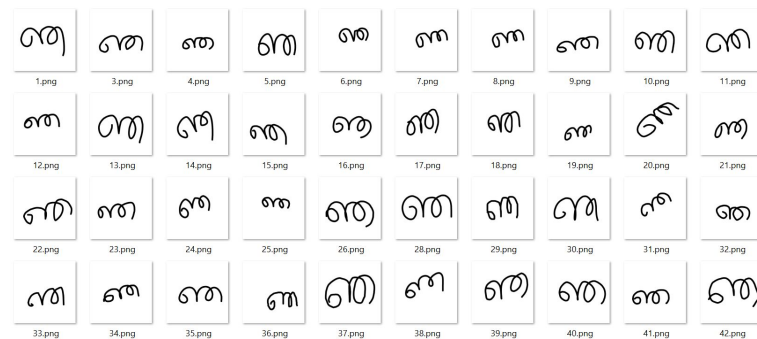 ഞ ഞ ഞ ഞ ഞ ഞ ഞ ഞ ഞ ഞ
1.png 3.png 4.png 5.png 6.png 7.png 8.png 9.png 10.png 11.png
ഞ ഞ ഞ ഞ ഞ ഞ ഞ ഞ ഞ ഞ
12.png 13.png 14.png 15.png 16.png 17.png 18.png 19.png 20.png 21.png
ഞ ഞ ഞ ഞ ഞ ഞ ഞ ഞ ഞ ഞ
22.png 23.png 24.png 25.png 26.png 28.png 29.png 30.png 31.png 32.png
ഞ ഞ ഞ ഞ ഞ ഞ ഞ ഞ ഞ ഞ
33.png 34.png 35.png 36.png 37.png 38.png 39.png 40.png 41.png 42.png